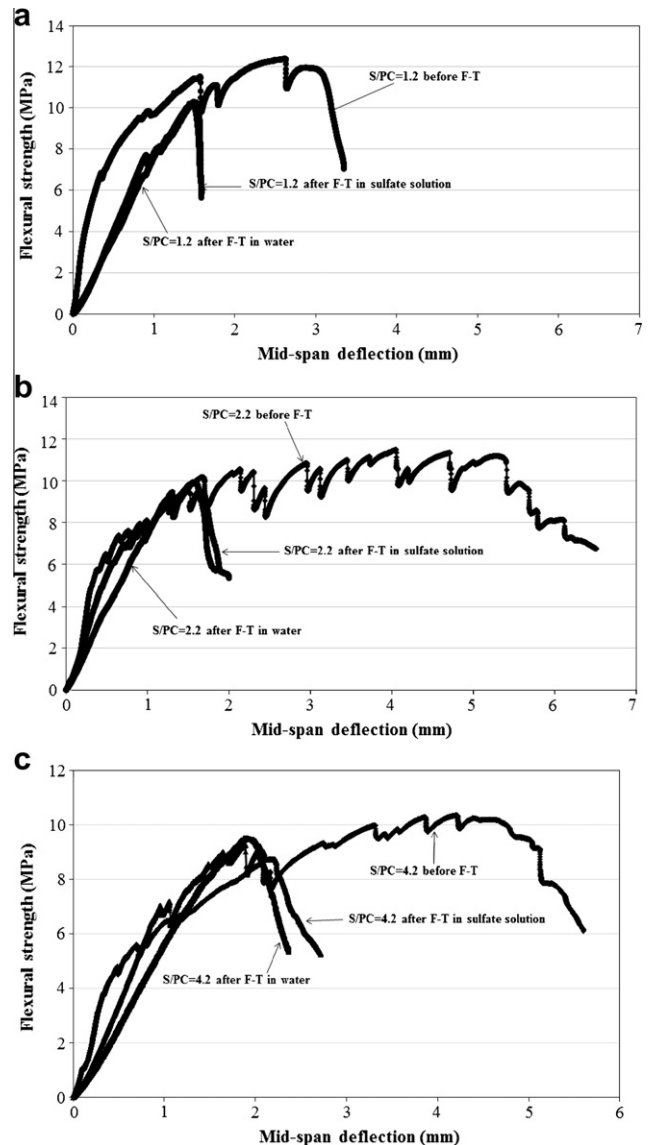 a
Flexural strength (MPa)
14
12
10
8
6
4
2
0
S/PC=1.2 before F-T
S/PC=1.2 after F-T in sulfate solution
S/PC=1.2 after F-T in water
0 1 2 3 4 5 6 7
Mid-span deflection (mm)
b
Flexural strength (MPa)
14
12
10
8
6
4
2
0
S/PC=2.2 before F-T
S/PC=2.2 after F-T in sulfate solution
S/PC=2.2 after F-T in water
0 1 2 3 4 5 6 7
Mid-span deflection (mm)
c
Flexural strength (MPa)
12
10
8
6
4
2
0
S/PC=4.2 before F-T
S/PC=4.2 after F-T in sulfate solution
S/PC=4.2 after F-T in water
0 1 2 3 4 5 6
Mid-span deflection (mm)